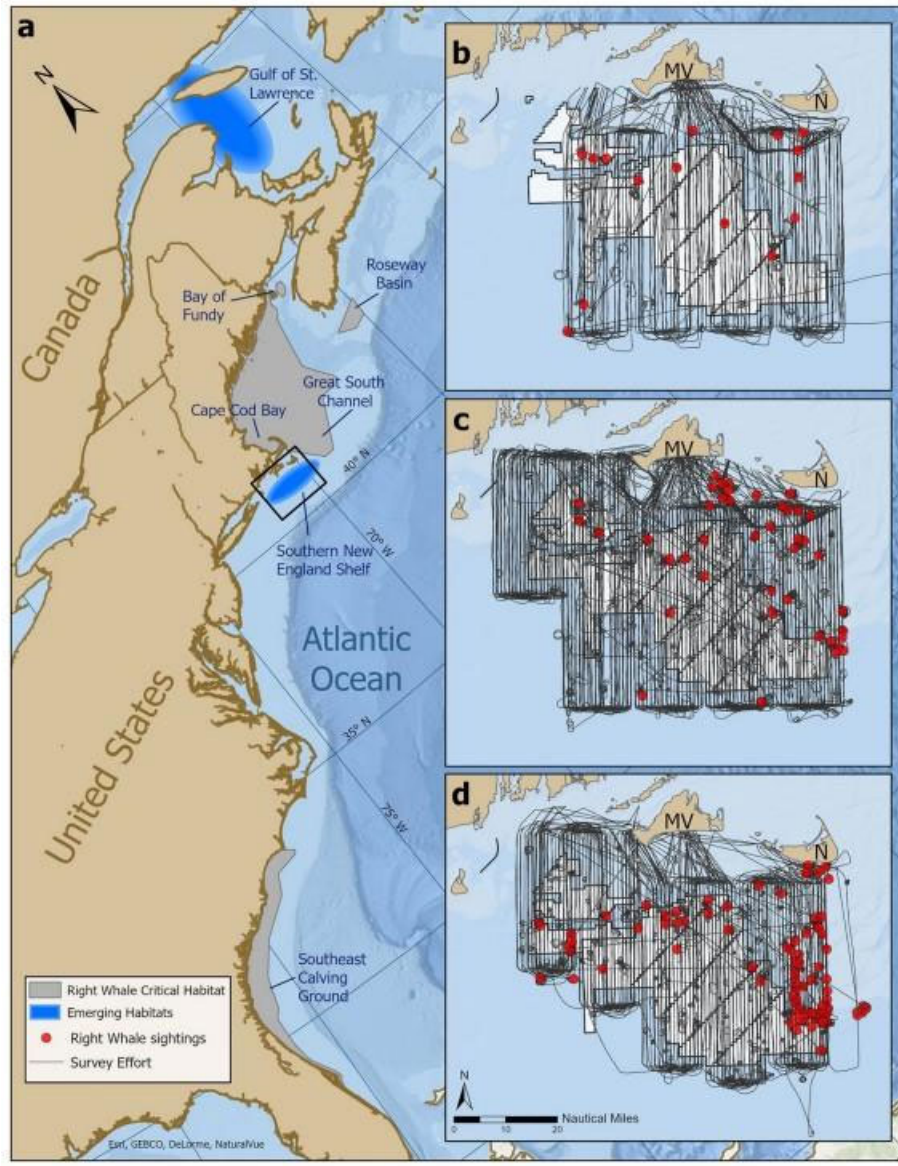 a
N
Gulf of St.
Lawrence
Canada
Bay of
Fundy
Roseway
Basin
Great South
Channel
Cape Cod Bay
40° N
70° W
Southern New
England Shelf
Atlantic
Ocean
United States
35° N
75° W
Southeast
Calving
Ground
Right Whale Critical Habitat
Emerging Habitats
Right Whale sightings
Survey Effort
Esri, GEBCO, DeLorme, NaturalVue
b
MV
N
c
MV
N
d
MV
N
N
Nautical Miles
0 10 20